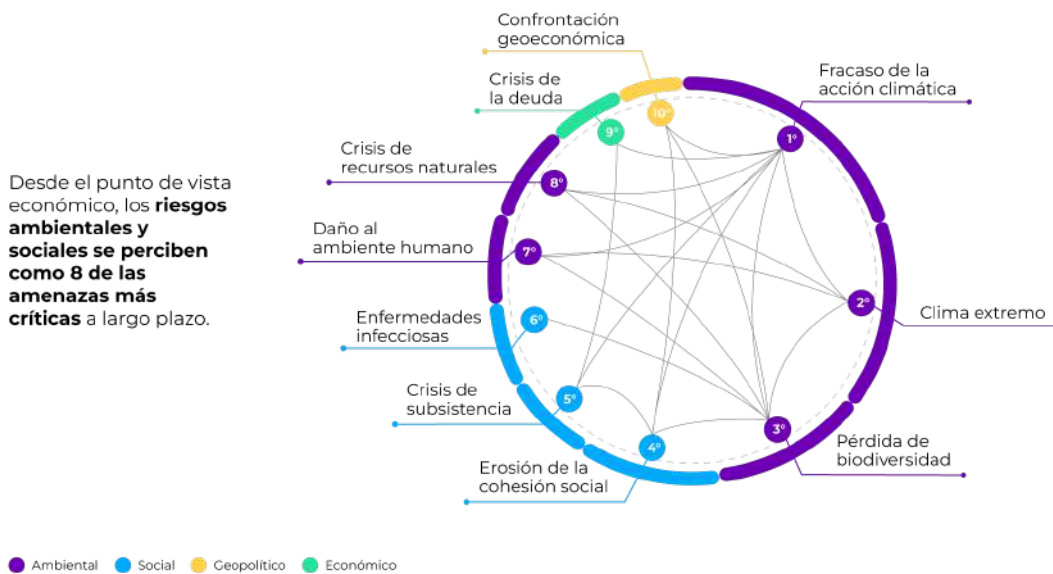 Desde el punto de vista
económico, los riesgos
ambientales y
sociales se perciben
como 8 de las
amenazas más
críticas a largo plazo.
Confrontación
geoeconómica
Crisis de
la deuda
Crisis de
recursos naturales
Daño al
ambiente humano
Enfermedades
infecciosas
Crisis de
subsistencia
Erosión de la
cohesión social
Fracaso de la
acción climática
Clima extremo
Pérdida de
biodiversidad
1º
2º
3º
4º
5º
6º
7º
8º
9º
10º
Ambiental
Social
Geopolítico
Económico